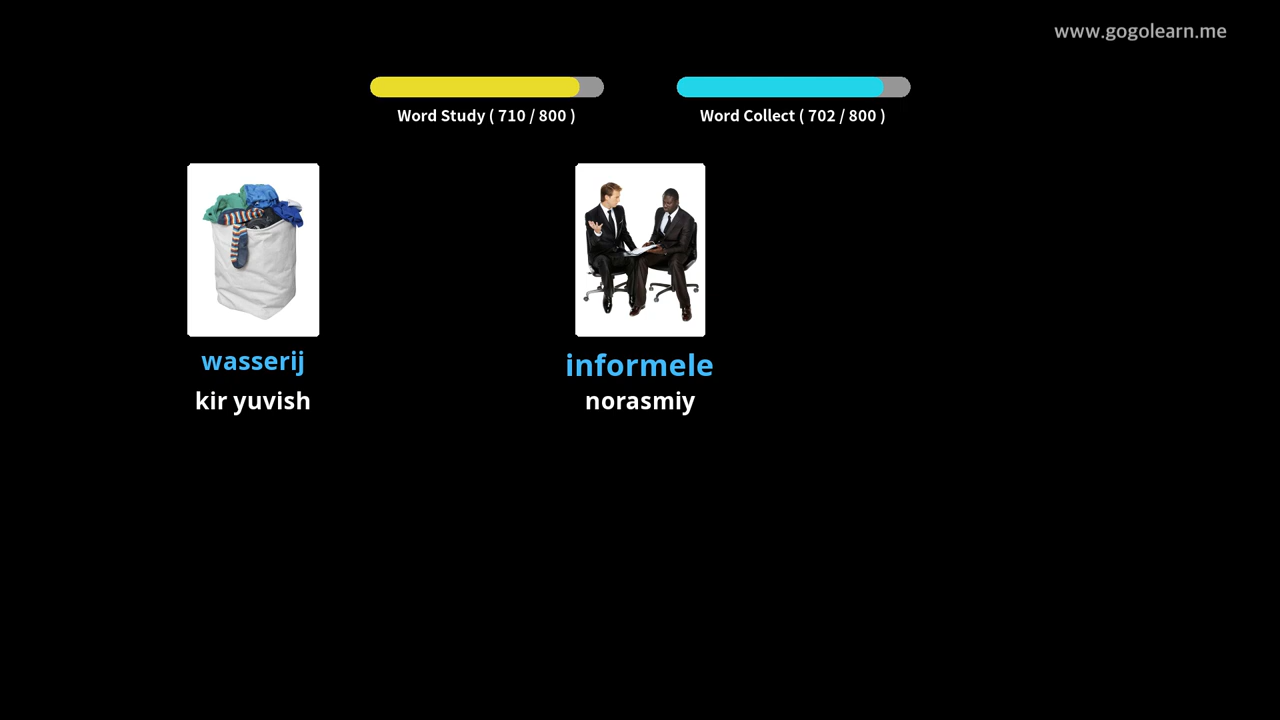 www.gogolearn.me
Word Study ( 710 / 800 )
Word Collect ( 702 / 800 )
wasserij
kir yuvish
informele
norasmiy